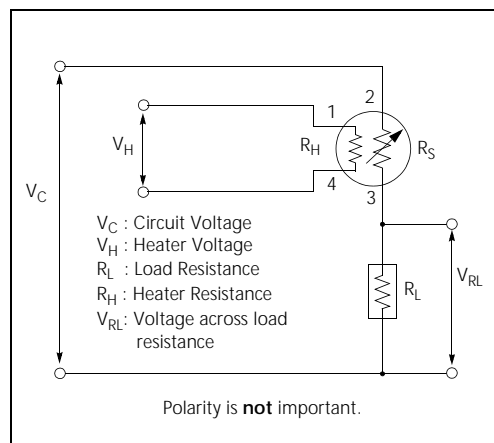 2
1
V_H
R_H
R_S
4
3
V_C
V_C : Circuit Voltage
V_H : Heater Voltage
R_L : Load Resistance
R_H : Heater Resistance
V_RL: Voltage across load
resistance
R_L
V_RL
Polarity is not important.